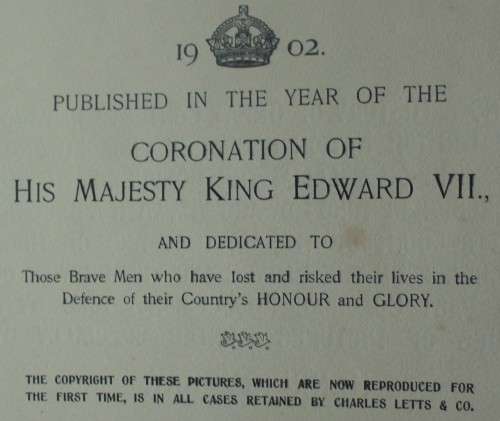 1902.
PUBLISHED IN THE YEAR OF THE
CORONATION OF
HIS MAJESTY KING EDWARD VII.,
AND DEDICATED TO
Those Brave Men who have lost and risked their lives in the
Defence of their Country's HONOUR and GLORY.
THE COPYRIGHT OF THESE PICTURES, WHICH ARE NOW REPRODUCED FOR
THE FIRST TIME, IS IN ALL CASES RETAINED BY CHARLES LETTS & CO.